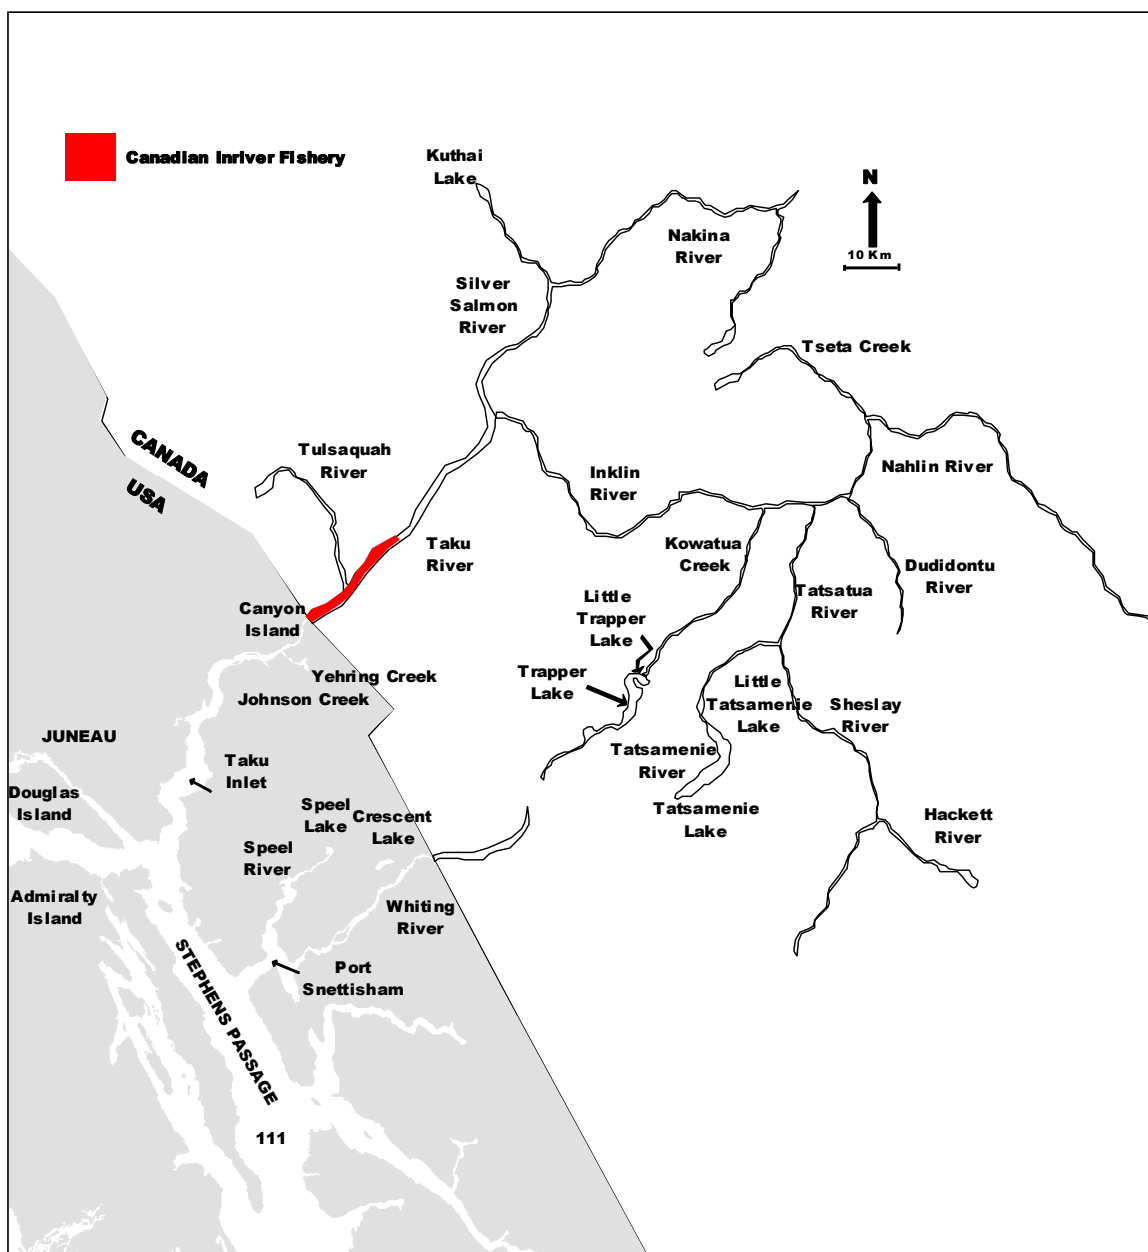 Canadian Inriver Fishery
Kuthai
Lake
N
10 Km
Nakina
River
Silver
Salmon
River
Tseta Creek
CANADA
USA
Tulsaquah
River
Inklin
River
Nahlin River
Taku
River
Kowatua
Creek
Dudidontu
River
Tatsatua
River
Canyon
Island
Little
Trapper
Lake
Yehring Creek
Johnson Creek
Trapper
Lake
Little
Tatsamenie
Lake
Sheslay
River
JUNEAU
Taku
Inlet
Tatsamenie
River
Douglas
Island
Speel
Lake
Crescent
Lake
Tatsamenie
Lake
Hackett
River
Speel
River
Admiralty
Island
Whiting
River
STEPHENS PASSAGE
Port
Snettisham
111